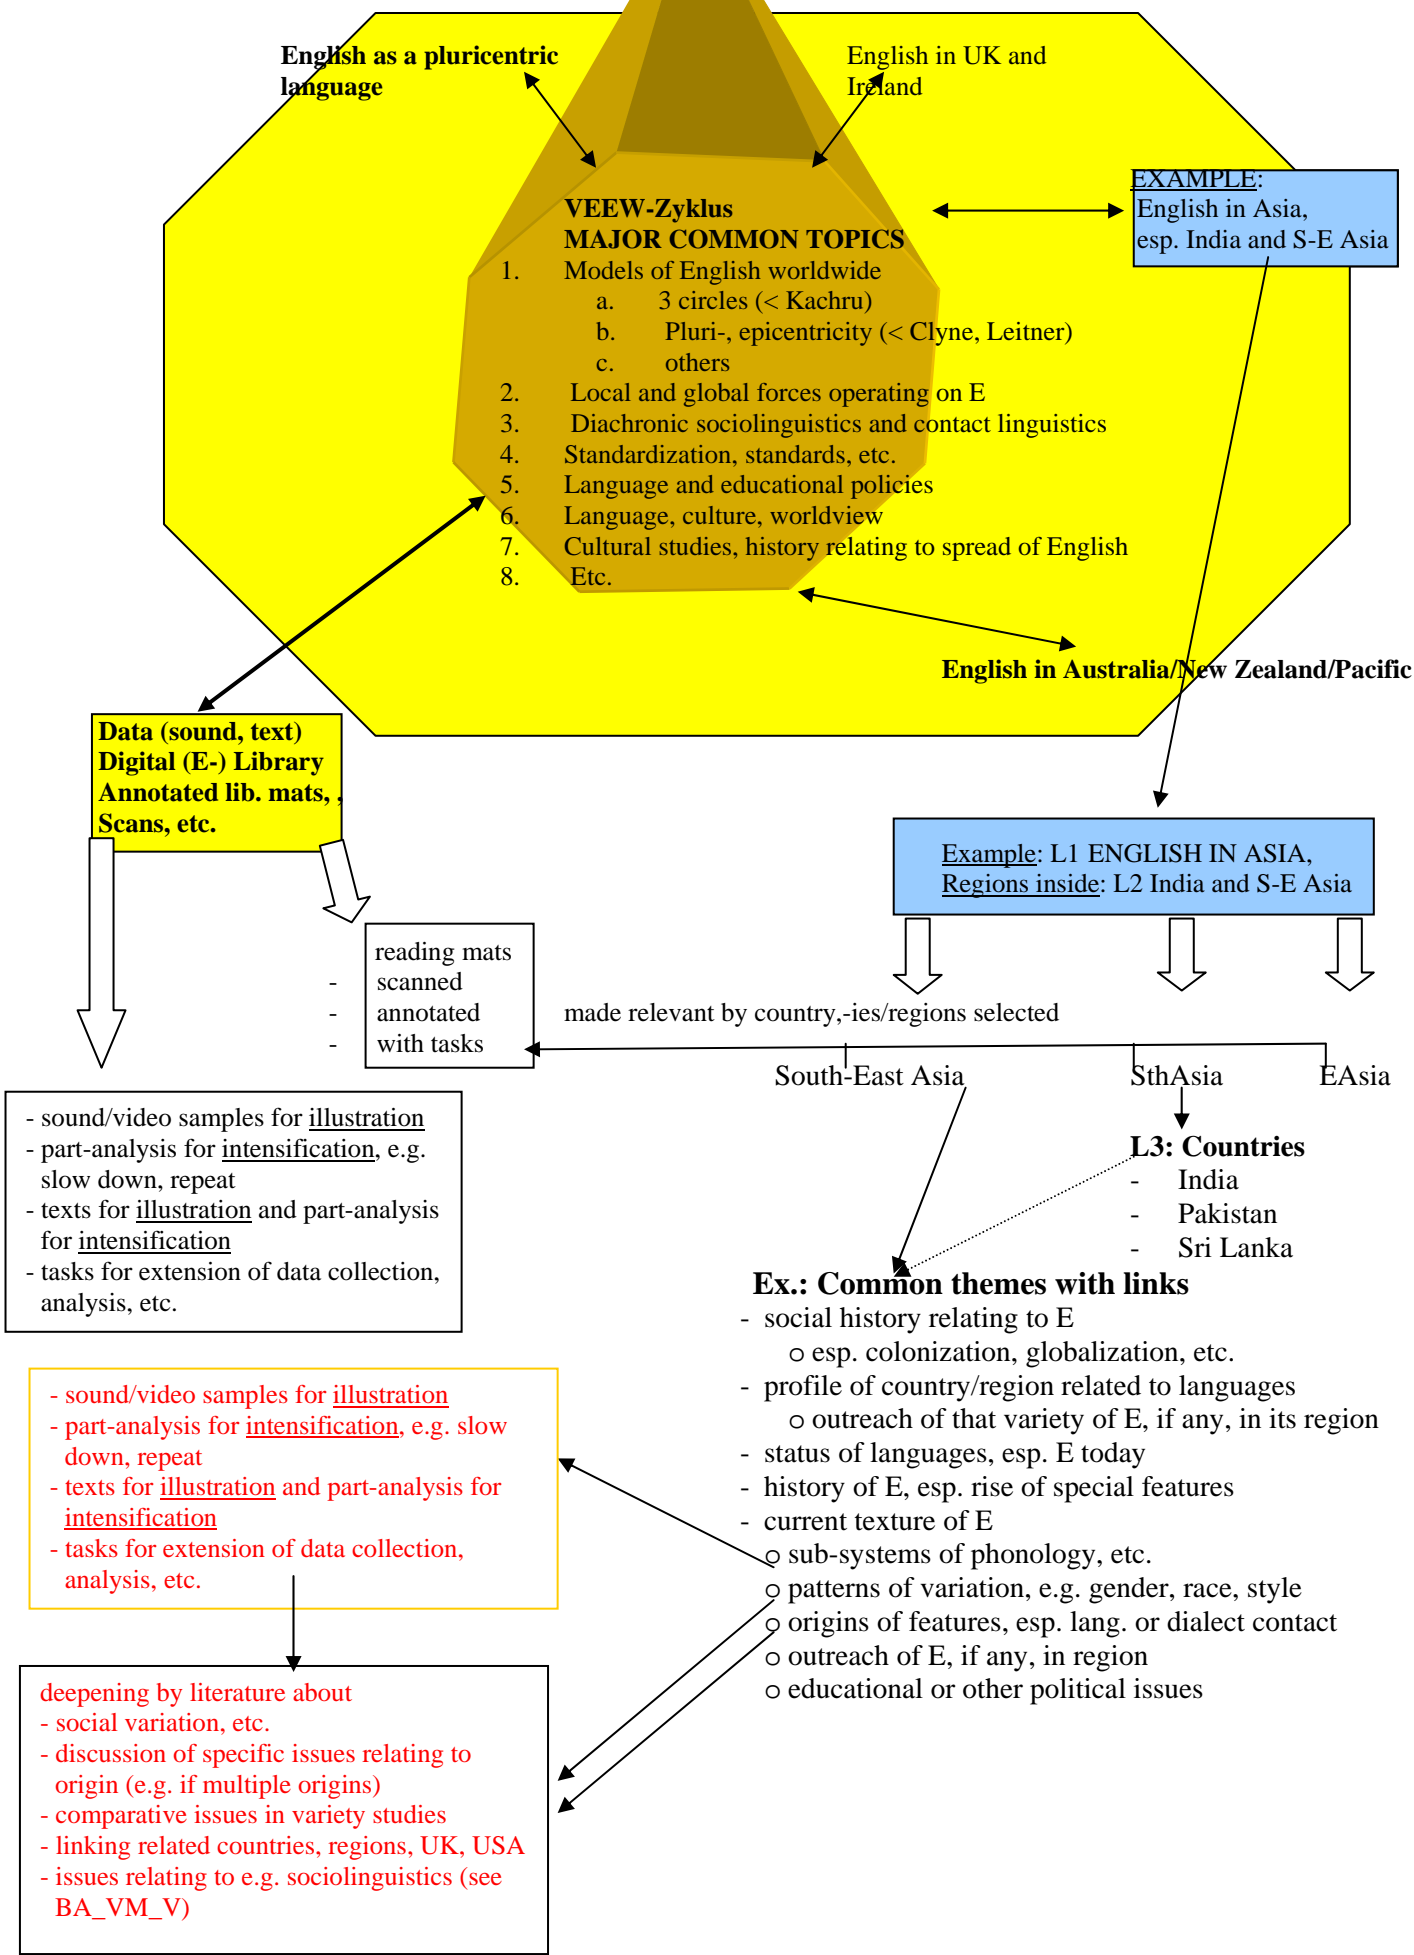 English as a pluricentric
language
English in UK and
Ireland
EXAMPLE:
English in Asia,
esp. India and S-E Asia
VEEW-Zyklus
MAJOR COMMON TOPICS
1. Models of English worldwide
a. 3 circles (< Kachru)
b. Pluri-, epicentricity (< Clyne, Leitner)
c. others
2. Local and global forces operating on E
3. Diachronic sociolinguistics and contact linguistics
4. Standardization, standards, etc.
5. Language and educational policies
6. Language, culture, worldview
7. Cultural studies, history relating to spread of English
8. Etc.
English in Australia/New Zealand/Pacific
Data (sound, text)
Digital (E-) Library
Annotated lib. mats, ,
Scans, etc.
Example: L1 ENGLISH IN ASIA,
Regions inside: L2 India and S-E Asia
reading mats
- scanned
- annotated
- with tasks
made relevant by country,-ies/regions selected
South-East Asia
SthAsia
EAsia
- sound/video samples for illustration
- part-analysis for intensification, e.g.
slow down, repeat
- texts for illustration and part-analysis
for intensification
- tasks for extension of data collection,
analysis, etc.
L3: Countries
- India
- Pakistan
- Sri Lanka
Ex.: Common themes with links
- social history relating to E
o esp. colonization, globalization, etc.
- profile of country/region related to languages
o outreach of that variety of E, if any, in its region
- status of languages, esp. E today
- history of E, esp. rise of special features
- current texture of E
o sub-systems of phonology, etc.
o patterns of variation, e.g. gender, race, style
o origins of features, esp. lang. or dialect contact
o outreach of E, if any, in region
o educational or other political issues
- sound/video samples for illustration
- part-analysis for intensification, e.g. slow
down, repeat
- texts for illustration and part-analysis for
intensification
- tasks for extension of data collection,
analysis, etc.
deepening by literature about
- social variation, etc.
- discussion of specific issues relating to
origin (e.g. if multiple origins)
- comparative issues in variety studies
- linking related countries, regions, UK, USA
- issues relating to e.g. sociolinguistics (see
BA_VM_V)